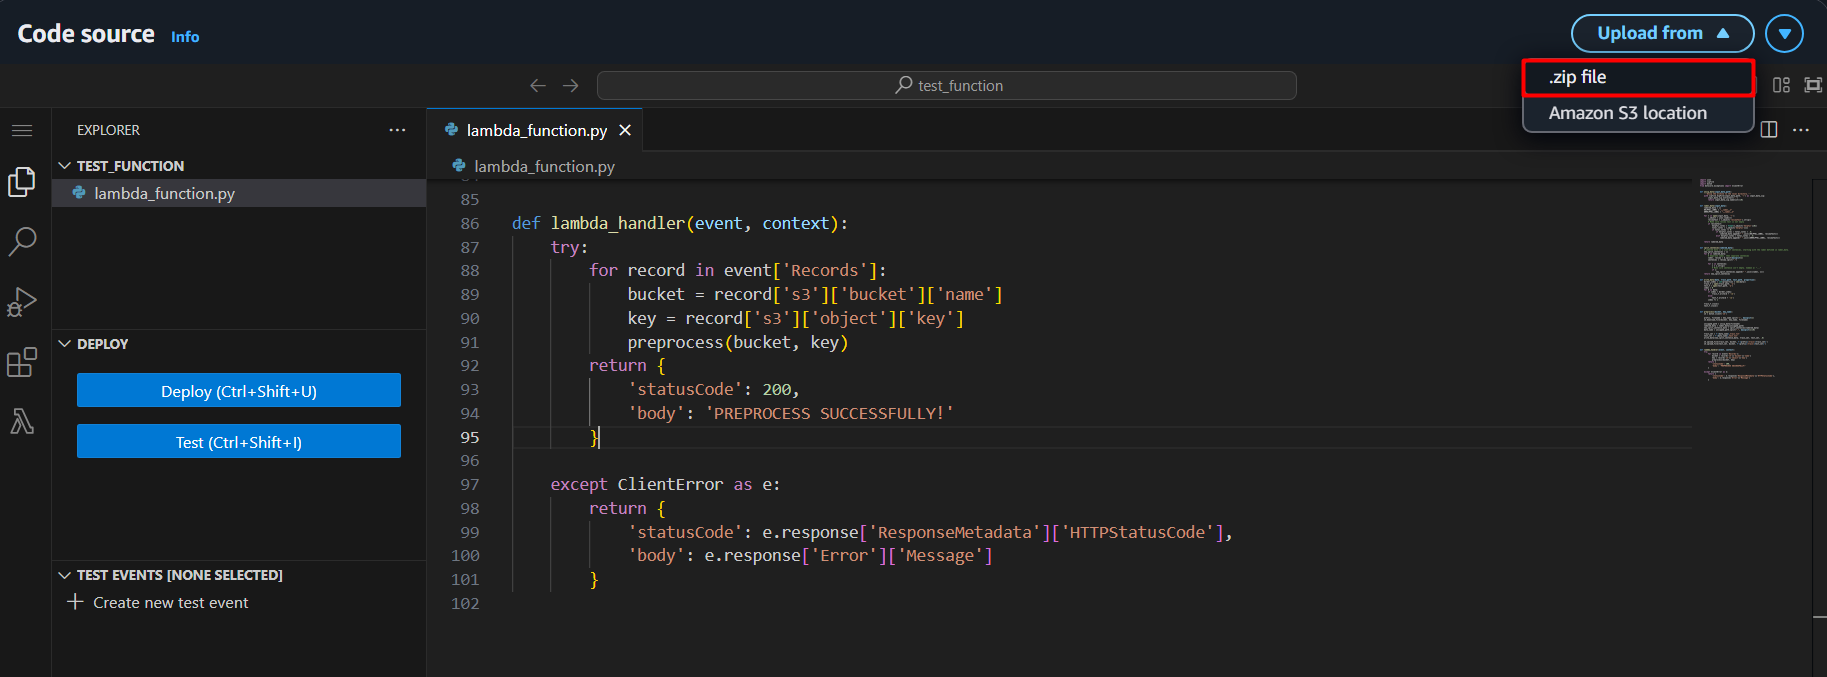 Code source Info
Upload from
.zip file
Amazon S3 location
test_function
EXPLORER
TEST_FUNCTION
lambda_function.py
DEPLOY
Deploy (Ctrl+Shift+U)
Test (Ctrl+Shift+I)
TEST EVENTS [NONE SELECTED]
Create new test event
lambda_function.py
lambda_function.py
85
86 def lambda_handler(event, context):
87 try:
88 for record in event['Records']:
89 bucket = record['s3']['bucket']['name']
90 key = record['s3']['object']['key']
91 preprocess(bucket, key)
92 return {
93 'statusCode': 200,
94 'body': 'PREPROCESS SUCCESSFULLY!'
95 }
96
97 except ClientError as e:
98 return {
99 'statusCode': e.response['ResponseMetadata']['HTTPStatusCode'],
100 'body': e.response['Error']['Message']
101 }
102